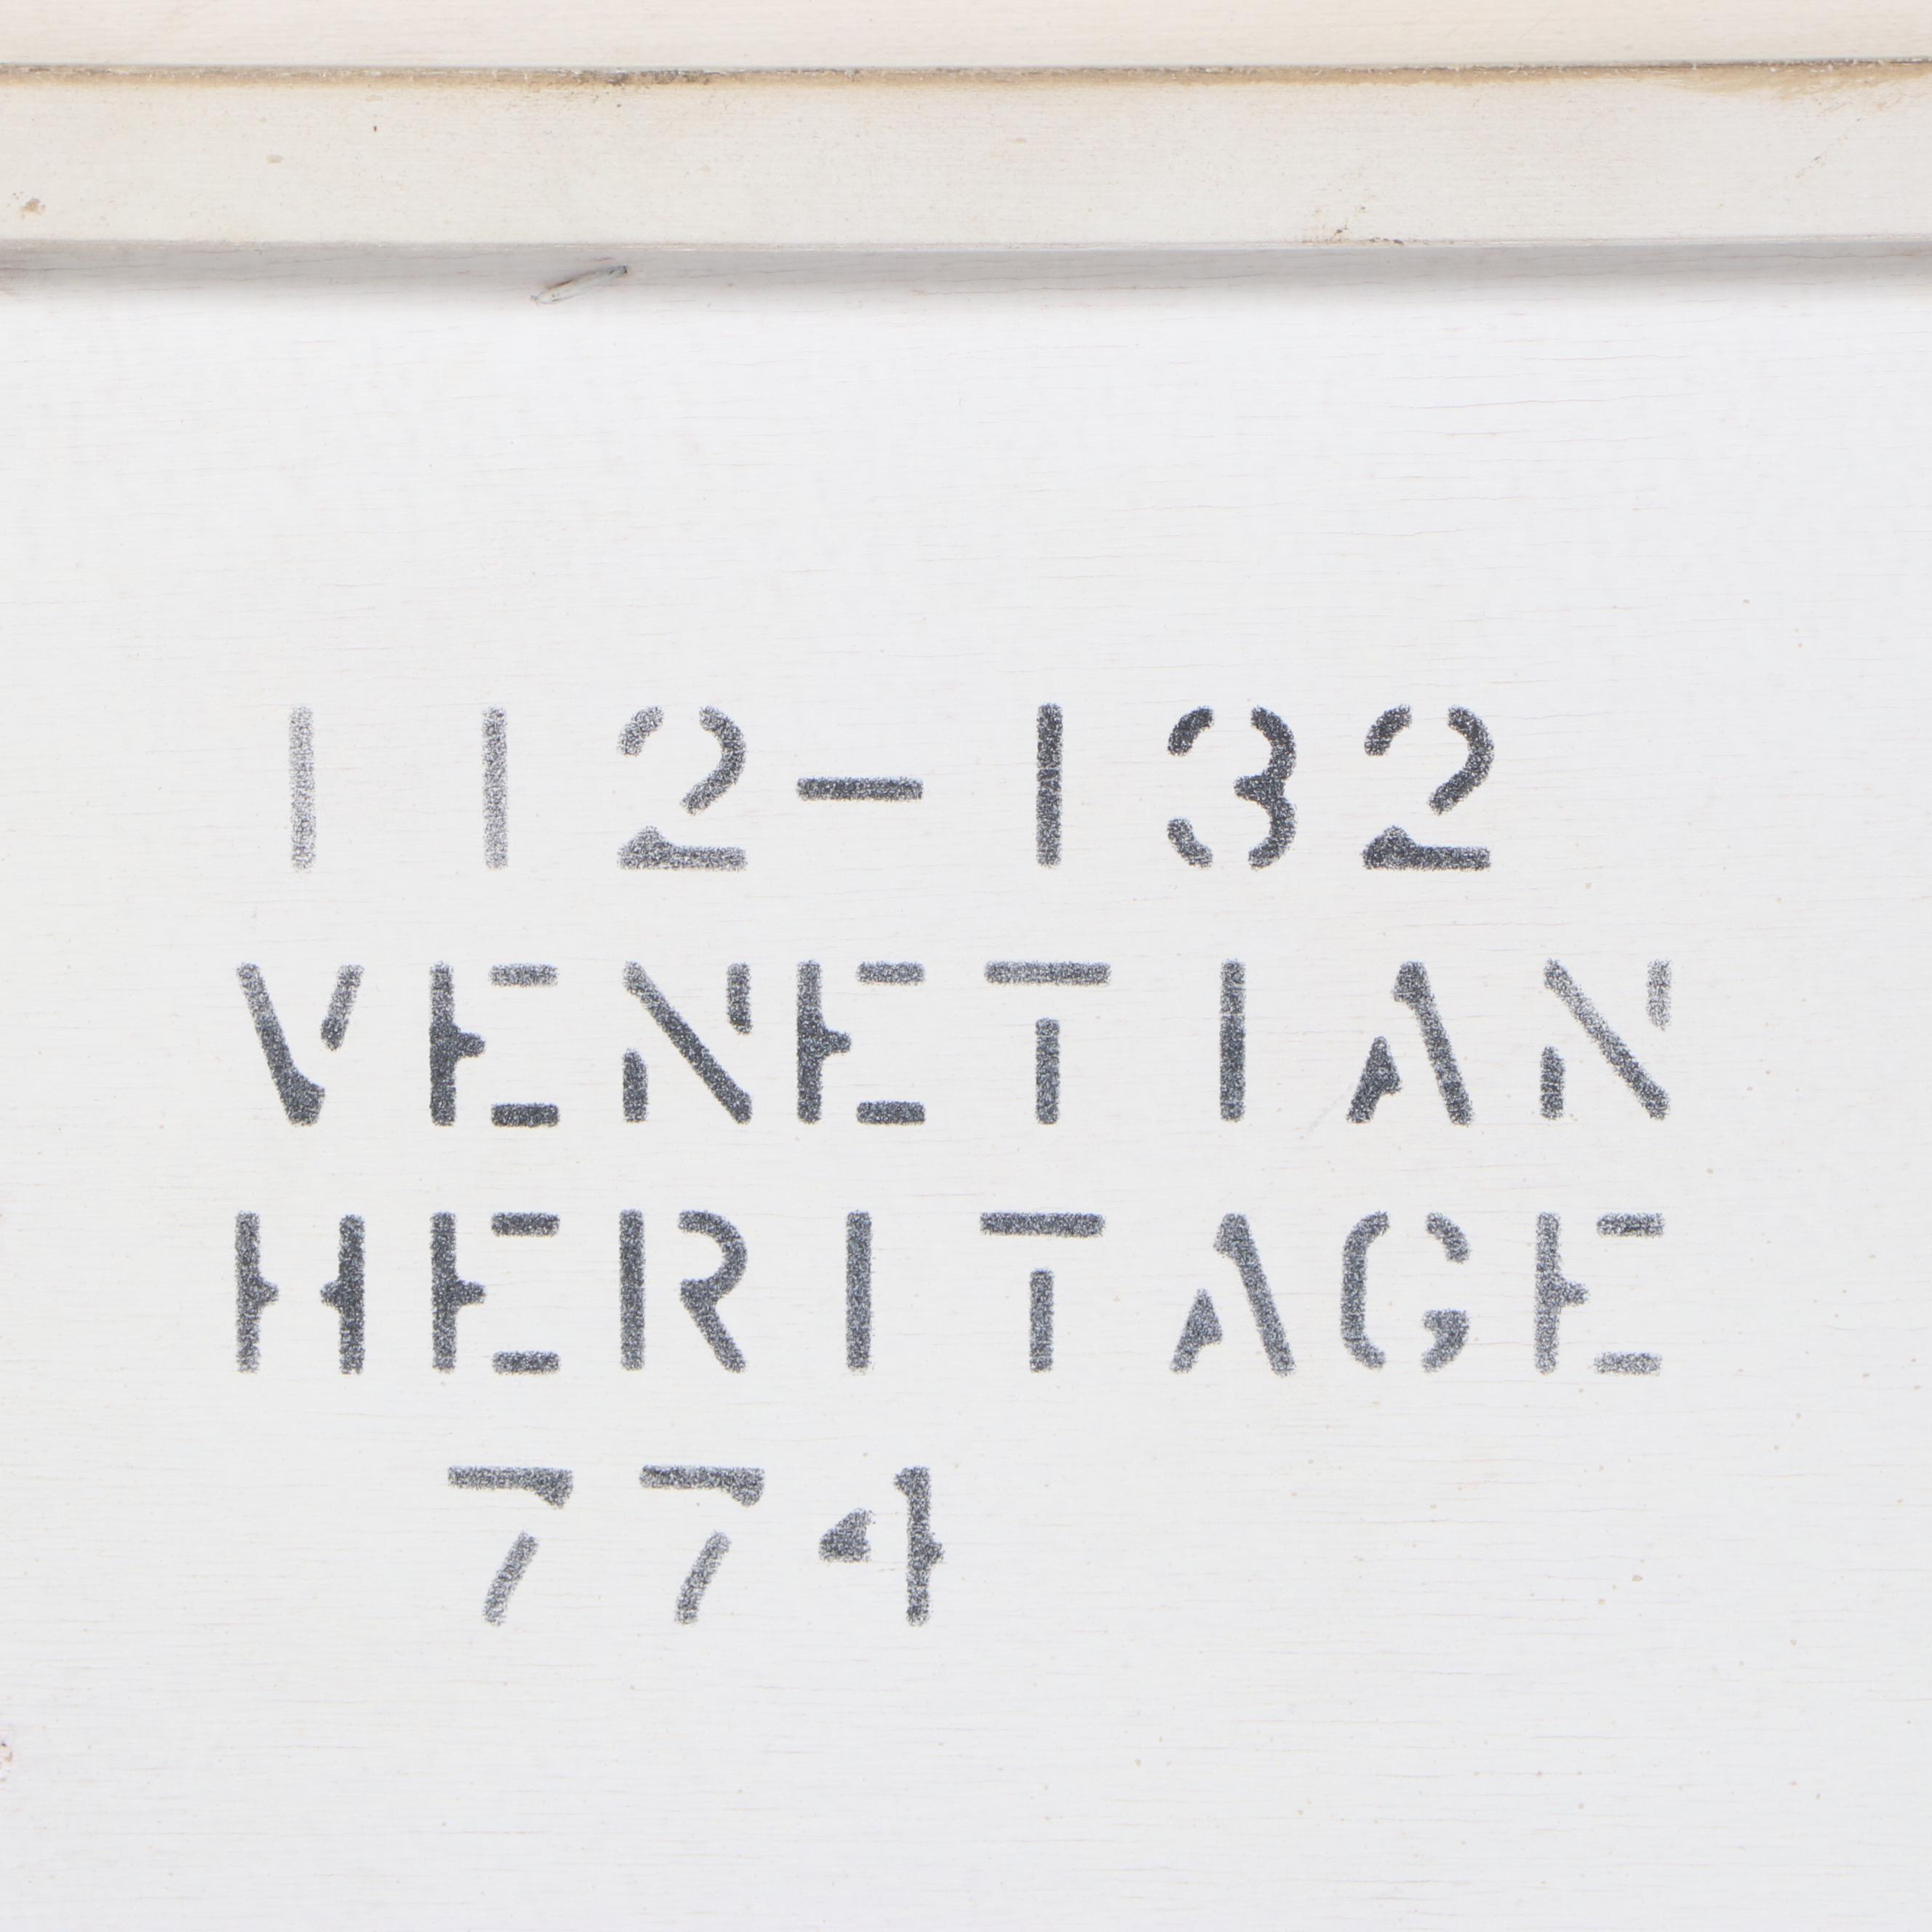 112-132
VENETIAN
HERITAGE
774